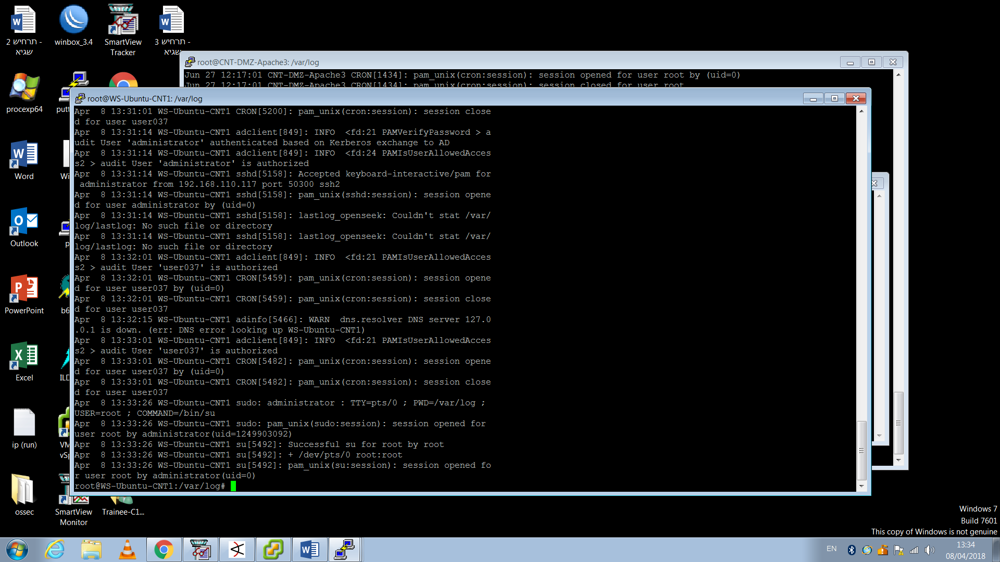 תרחיש 2 -
שגיא
winbox_3.4
SmartView
Tracker
תרחיש 3 -
שגיא
procexp64
Word
Outlook
PowerPoint
Excel
ip (run)
ossec
SmartView
Monitor
Trainee-C1...
root@CNT-DMZ-Apache3: /var/log
Jun 27 12:17:01 CNT-DMZ-Apache3 CRON[1434]: pam_unix(cron:session): session opened for user root by (uid=0)
Jun 27 12:17:01 CNT-DMZ-Apache3 CRON[1434]: pam_unix(cron:session): session closed for user root
root@WS-Ubuntu-CNT1: /var/log
Apr  8 13:31:01 WS-Ubuntu-CNT1 CRON[5200]: pam_unix(cron:session): session close
d for user user037
Apr  8 13:31:14 WS-Ubuntu-CNT1 adclient[849]: INFO  <fd:21 PAMVerifyPassword > a
udit User 'administrator' authenticated based on Kerberos exchange to AD
Apr  8 13:31:14 WS-Ubuntu-CNT1 adclient[849]: INFO  <fd:24 PAMIsUserAllowedAcces
s2 > audit User 'administrator' is authorized
Apr  8 13:31:14 WS-Ubuntu-CNT1 sshd[5158]: Accepted keyboard-interactive/pam for
 administrator from 192.168.110.117 port 50300 ssh2
Apr  8 13:31:14 WS-Ubuntu-CNT1 sshd[5158]: pam_unix(sshd:session): session opene
d for user administrator by (uid=0)
Apr  8 13:31:14 WS-Ubuntu-CNT1 sshd[5158]: lastlog_openseek: Couldn't stat /var/
log/lastlog: No such file or directory
Apr  8 13:31:14 WS-Ubuntu-CNT1 sshd[5158]: lastlog_openseek: Couldn't stat /var/
log/lastlog: No such file or directory
Apr  8 13:32:01 WS-Ubuntu-CNT1 adclient[849]: INFO  <fd:21 PAMIsUserAllowedAcces
s2 > audit User 'user037' is authorized
Apr  8 13:32:01 WS-Ubuntu-CNT1 CRON[5459]: pam_unix(cron:session): session opene
d for user user037 by (uid=0)
Apr  8 13:32:01 WS-Ubuntu-CNT1 CRON[5459]: pam_unix(cron:session): session close
d for user user037
Apr  8 13:32:15 WS-Ubuntu-CNT1 adinfo[5466]: WARN  dns.resolver DNS server 127.0
.0.1 is down. (err: DNS error looking up WS-Ubuntu-CNT1)
Apr  8 13:33:01 WS-Ubuntu-CNT1 adclient[849]: INFO  <fd:21 PAMIsUserAllowedAcces
s2 > audit User 'user037' is authorized
Apr  8 13:33:01 WS-Ubuntu-CNT1 CRON[5482]: pam_unix(cron:session): session opene
d for user user037 by (uid=0)
Apr  8 13:33:01 WS-Ubuntu-CNT1 CRON[5482]: pam_unix(cron:session): session close
d for user user037
Apr  8 13:33:26 WS-Ubuntu-CNT1 sudo: administrator : TTY=pts/0 ; PWD=/var/log ;
USER=root ; COMMAND=/bin/su
Apr  8 13:33:26 WS-Ubuntu-CNT1 sudo: pam_unix(sudo:session): session opened for
user root by administrator(uid=1249903092)
Apr  8 13:33:26 WS-Ubuntu-CNT1 su[5492]: Successful su for root by root
Apr  8 13:33:26 WS-Ubuntu-CNT1 su[5492]: + /dev/pts/0 root:root
Apr  8 13:33:26 WS-Ubuntu-CNT1 su[5492]: pam_unix(su:session): session opened fo
r user root by administrator(uid=0)
root@WS-Ubuntu-CNT1:/var/log#
Windows 7
Build 7601
This copy of Windows is not genuine
EN
13:34
08/04/2018